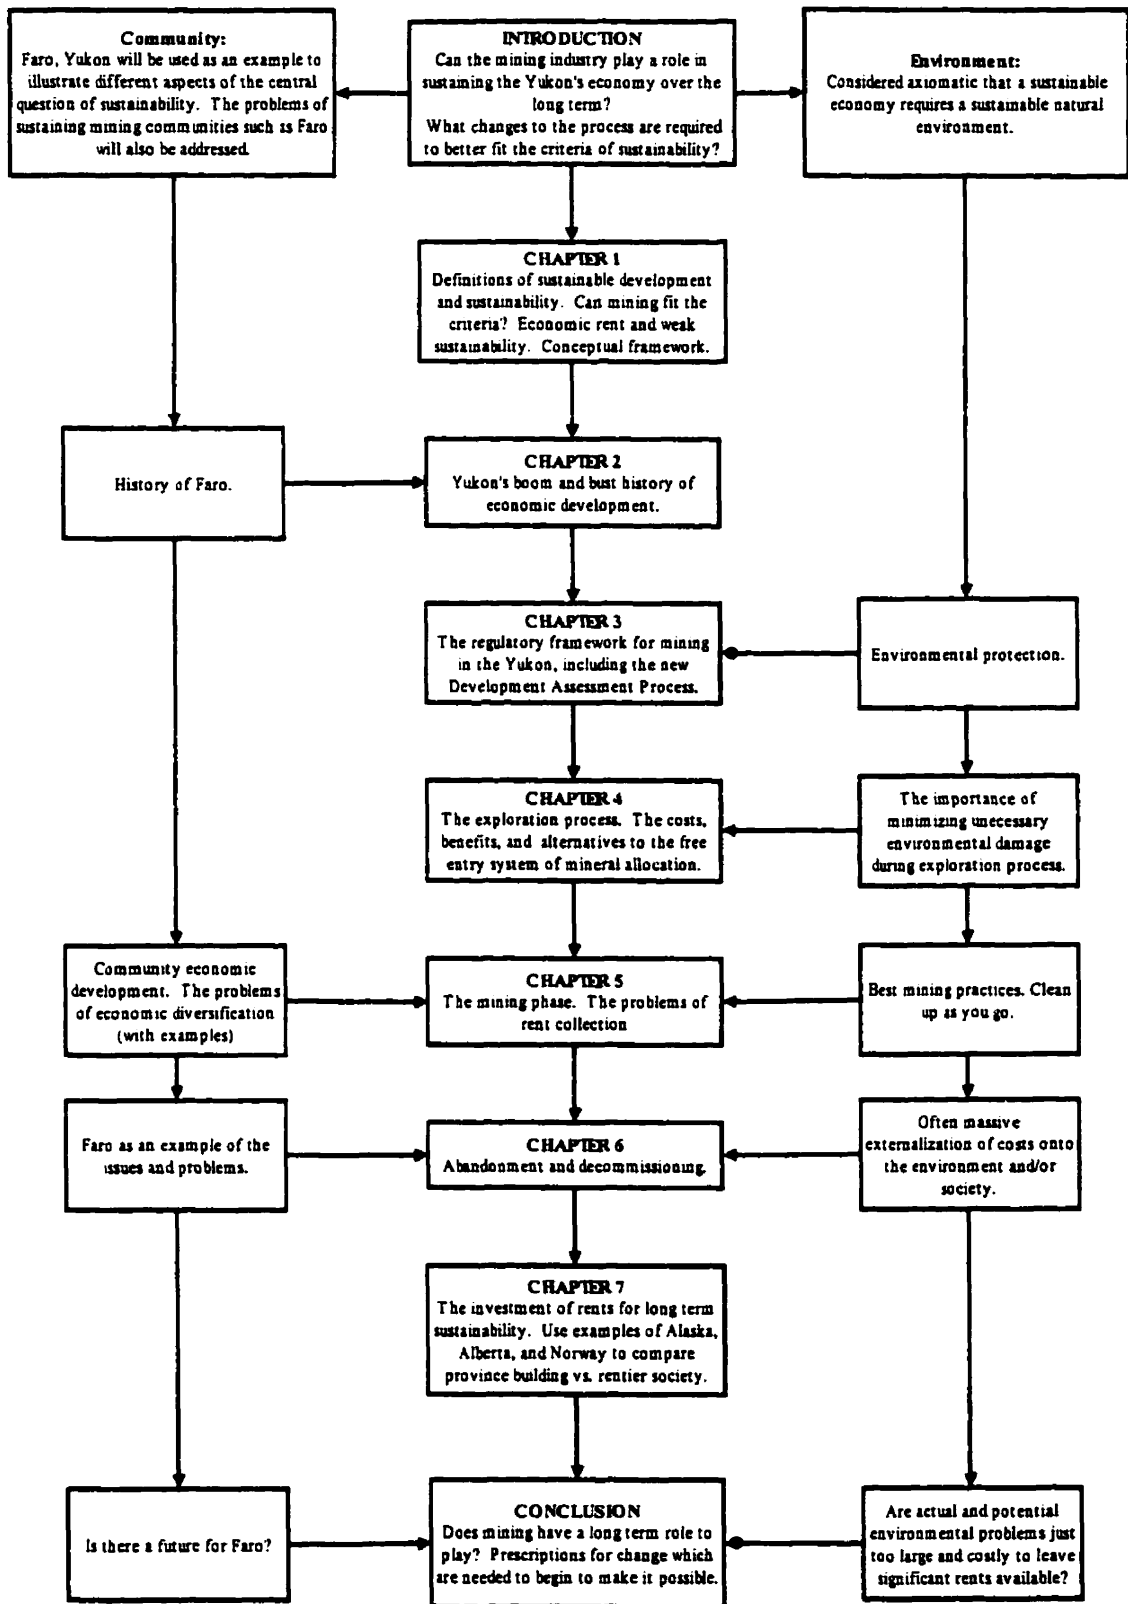 Community:
Faro, Yukon will be used as an example to
illustrate different aspects of the central
question of sustainability. The problems of
sustaining mining communities such as Faro
will also be addressed.
INTRODUCTION
Can the mining industry play a role in
sustaining the Yukon's economy over the
long term?
What changes to the process are required
to better fit the criteria of sustainability?
Environment:
Considered axiomatic that a sustainable
economy requires a sustainable natural
environment.
CHAPTER 1
Definitions of sustainable development
and sustainability. Can mining fit the
criteria? Economic rent and weak
sustainability. Conceptual framework.
History of Faro.
CHAPTER 2
Yukon's boom and bust history of
economic development.
CHAPTER 3
The regulatory framework for mining
in the Yukon, including the new
Development Assessment Process.
Environmental protection.
CHAPTER 4
The exploration process. The costs,
benefits, and alternatives to the free
entry system of mineral allocation.
The importance of
minimizing unecessary
environmental damage
during exploration process.
Community economic
development. The problems
of economic diversification
(with examples)
CHAPTER 5
The mining phase. The problems of
rent collection
Best mining practices. Clean
up as you go.
Faro as an example of the
issues and problems.
CHAPTER 6
Abandonment and decommissioning.
Often massive
externalization of costs onto
the environment and/or
society.
CHAPTER 7
The investment of rents for long term
sustainability. Use examples of Alaska,
Alberta, and Norway to compare
province building vs. rentier society.
Is there a future for Faro?
CONCLUSION
Does mining have a long term role to
play? Prescriptions for change which
are needed to begin to make it possible.
Are actual and potential
environmental problems just
too large and costly to leave
significant rents available?